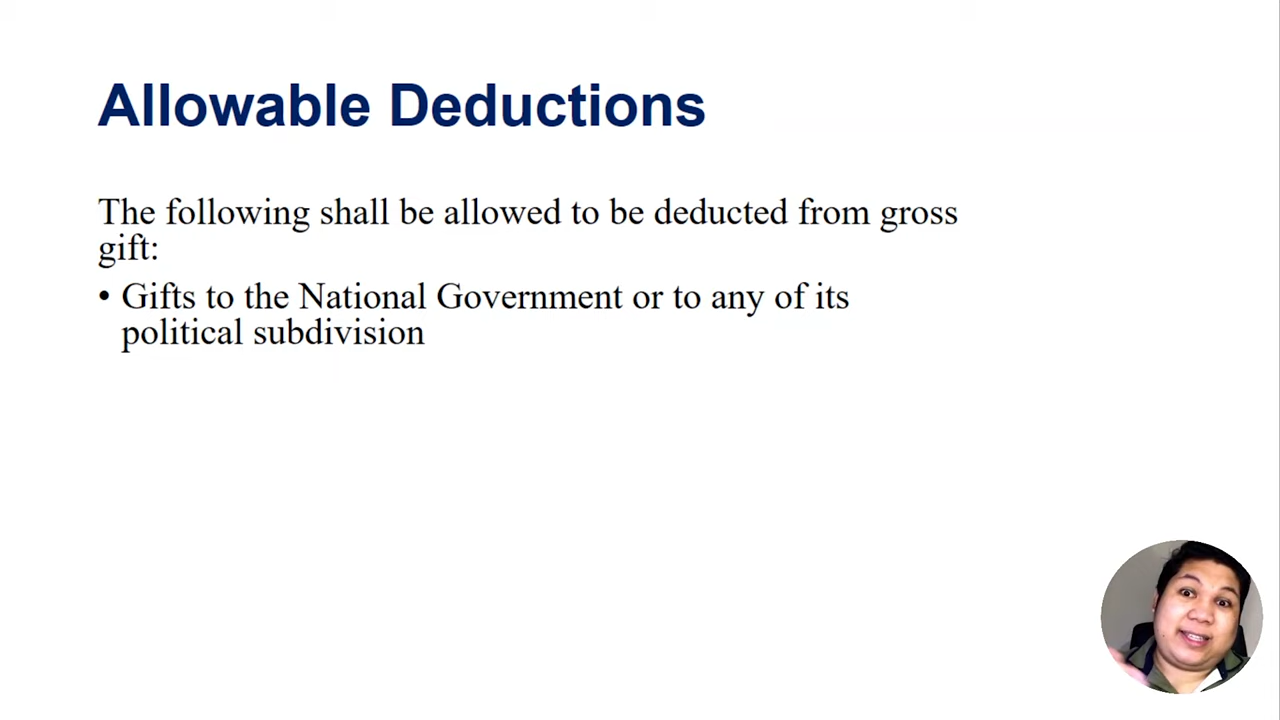 Allowable Deductions
The following shall be allowed to be deducted from gross
gift:
• Gifts to the National Government or to any of its
political subdivision